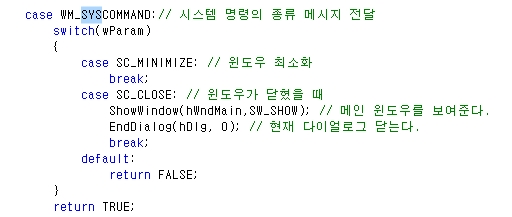 case WM_SYSCOMMAND:// 시스템 명령의 종류 메시지 전달
switch(wParam)
{
case SC_MINIMIZE: // 윈도우 최소화
break;
case SC_CLOSE: // 윈도우가 닫혔을 때
ShowWindow(hWndMain,SW_SHOW); // 메인 윈도우를 보여준다.
EndDialog(hDlg, 0); // 현재 다이얼로그 닫는다.
break;
default:
return FALSE;
}
return TRUE;